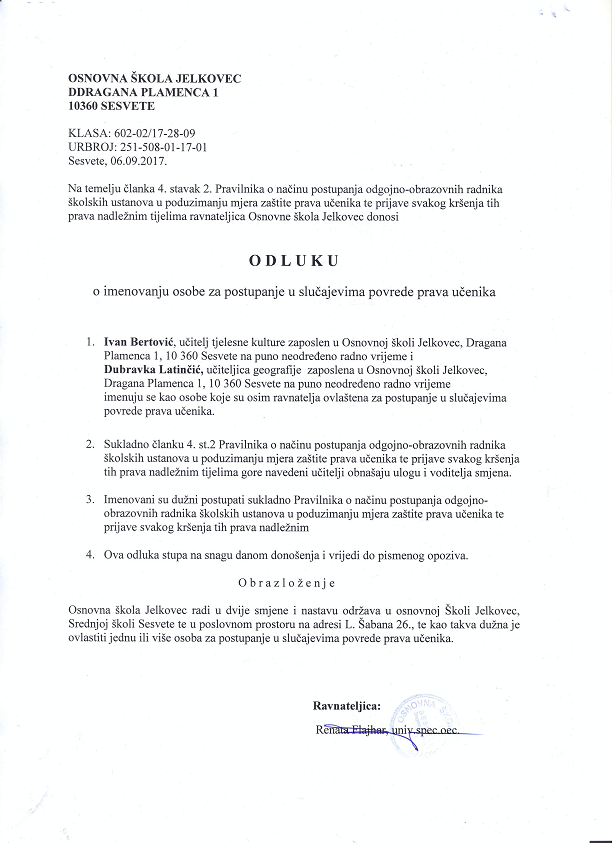 OSNOVNA ŠKOLA JELKOVEC
DDRAGANA PLAMENCA 1
10360 SESVETE
KLASA: 602-02/17-28-09
URBROJ: 251-508-01-17-01
Sesvete, 06.09.2017.
Na temelju članka 4. stavak 2. Pravilnika o načinu postupanja odgojno-obrazovnih radnika
školskih ustanova u poduzimanju mjera zaštite prava učenika te prijave svakog kršenja tih
prava nadležnim tijelima ravnateljica Osnovne škola Jelkovec donosi
O D L U K U
o imenovanju osobe za postupanje u slučajevima povrede prava učenika
1. Ivan Bertović, učitelj tjelesne kulture zaposlen u Osnovnoj školi Jelkovec, Dragana
Plamenca 1, 10 360 Sesvete na puno neodređeno radno vrijeme i
Dubravka Latinčić, učiteljica geografije zaposlena u Osnovnoj školi Jelkovec,
Dragana Plamenca 1, 10 360 Sesvete na puno neodređeno radno vrijeme
imenuju se kao osobe koje su osim ravnatelja ovlaštena za postupanje u slučajevima
povrede prava učenika.
2. Sukladno članku 4. st.2 Pravilnika o načinu postupanja odgojno-obrazovnih radnika
školskih ustanova u poduzimanju mjera zaštite prava učenika te prijave svakog kršenja
tih prava nadležnim tijelima gore navedeni učitelji obnašaju ulogu i voditelja smjena.
3. Imenovani su dužni postupati sukladno Pravilnika o načinu postupanja odgojno-
obrazovnih radnika školskih ustanova u poduzimanju mjera zaštite prava učenika te
prijave svakog kršenja tih prava nadležnim
4. Ova odluka stupa na snagu danom donošenja i vrijedi do pismenog opoziva.
O b r a z l o ž e n j e
Osnovna škola Jelkovec radi u dvije smjene i nastavu održava u osnovnoj Školi Jelkovec,
Srednjoj školi Sesvete te u poslovnom prostoru na adresi L. Šabana 26., te kao takva dužna je
ovlastiti jednu ili više osoba za postupanje u slučajevima povrede prava učenika.
Ravnateljica:
Renata Flajhar, univ.spec.oec.
OSNOVNA